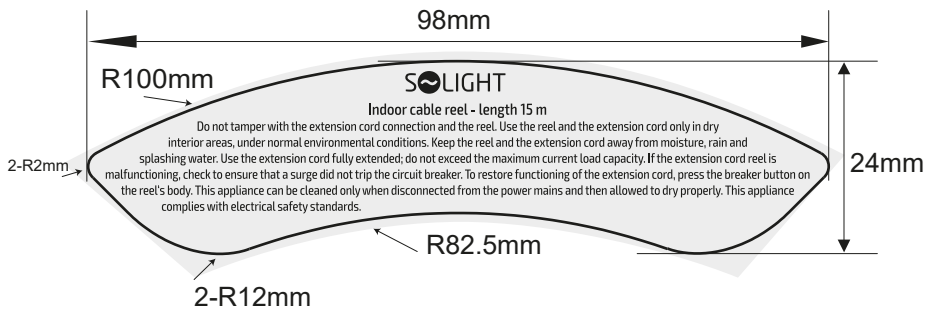 98mm
R100mm
SOLIGHT
Indoor cable reel - length 15 m
Do not tamper with the extension cord connection and the reel. Use the reel and the extension cord only in dry
interior areas, under normal environmental conditions. Keep the reel and the extension cord away from moisture, rain and
splashing water. Use the extension cord fully extended; do not exceed the maximum current load capacity. If the extension cord reel is
malfunctioning, check to ensure that a surge did not trip the circuit breaker. To restore functioning of the extension cord, press the breaker button on
the reel's body. This appliance can be cleaned only when disconnected from the power mains and then allowed to dry properly. This appliance
complies with electrical safety standards.
2-R2mm
24mm
R82.5mm
2-R12mm